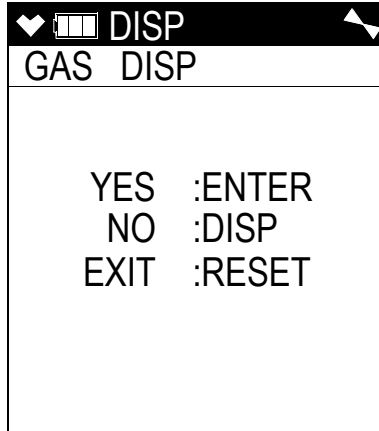 DISP
GAS DISP
YES :ENTER
NO :DISP
EXIT :RESET